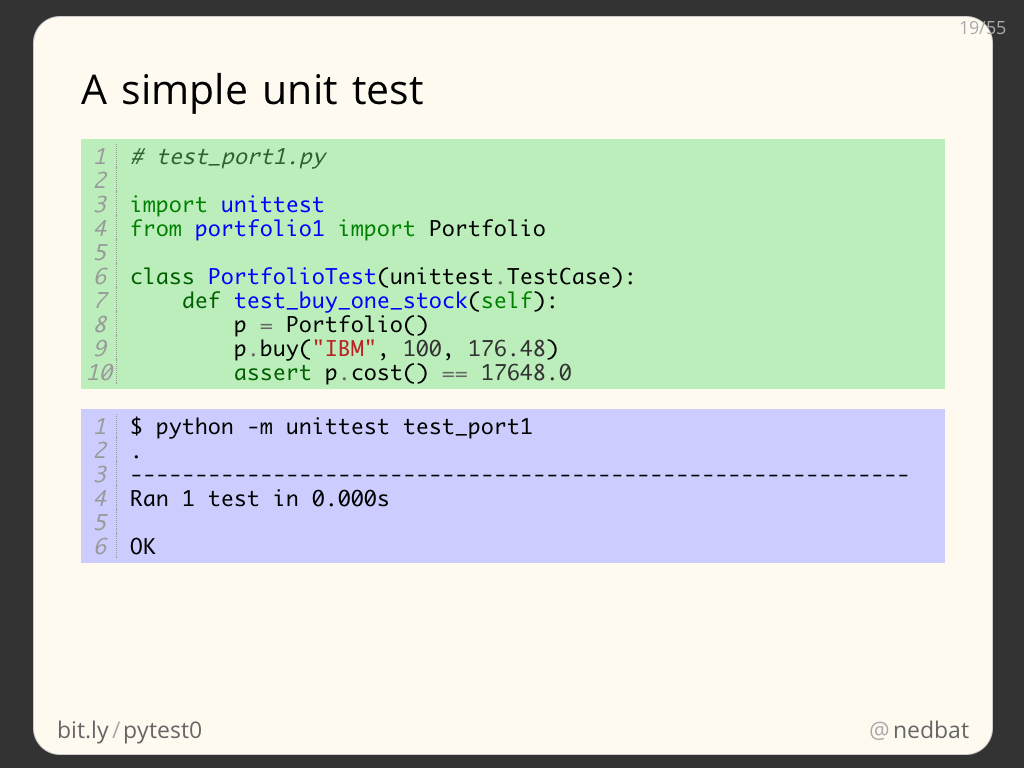 19/55
A simple unit test
1 # test_port1.py
2
3 import unittest
4 from portfolio1 import Portfolio
5
6 class PortfolioTest(unittest.TestCase):
7     def test_buy_one_stock(self):
8         p = Portfolio()
9         p.buy("IBM", 100, 176.48)
10         assert p.cost() == 17648.0
1 $ python -m unittest test_port1
2 .
3 ------------------------------------------------------------
4 Ran 1 test in 0.000s
5
6 OK
bit.ly/pytest0
@nedbat